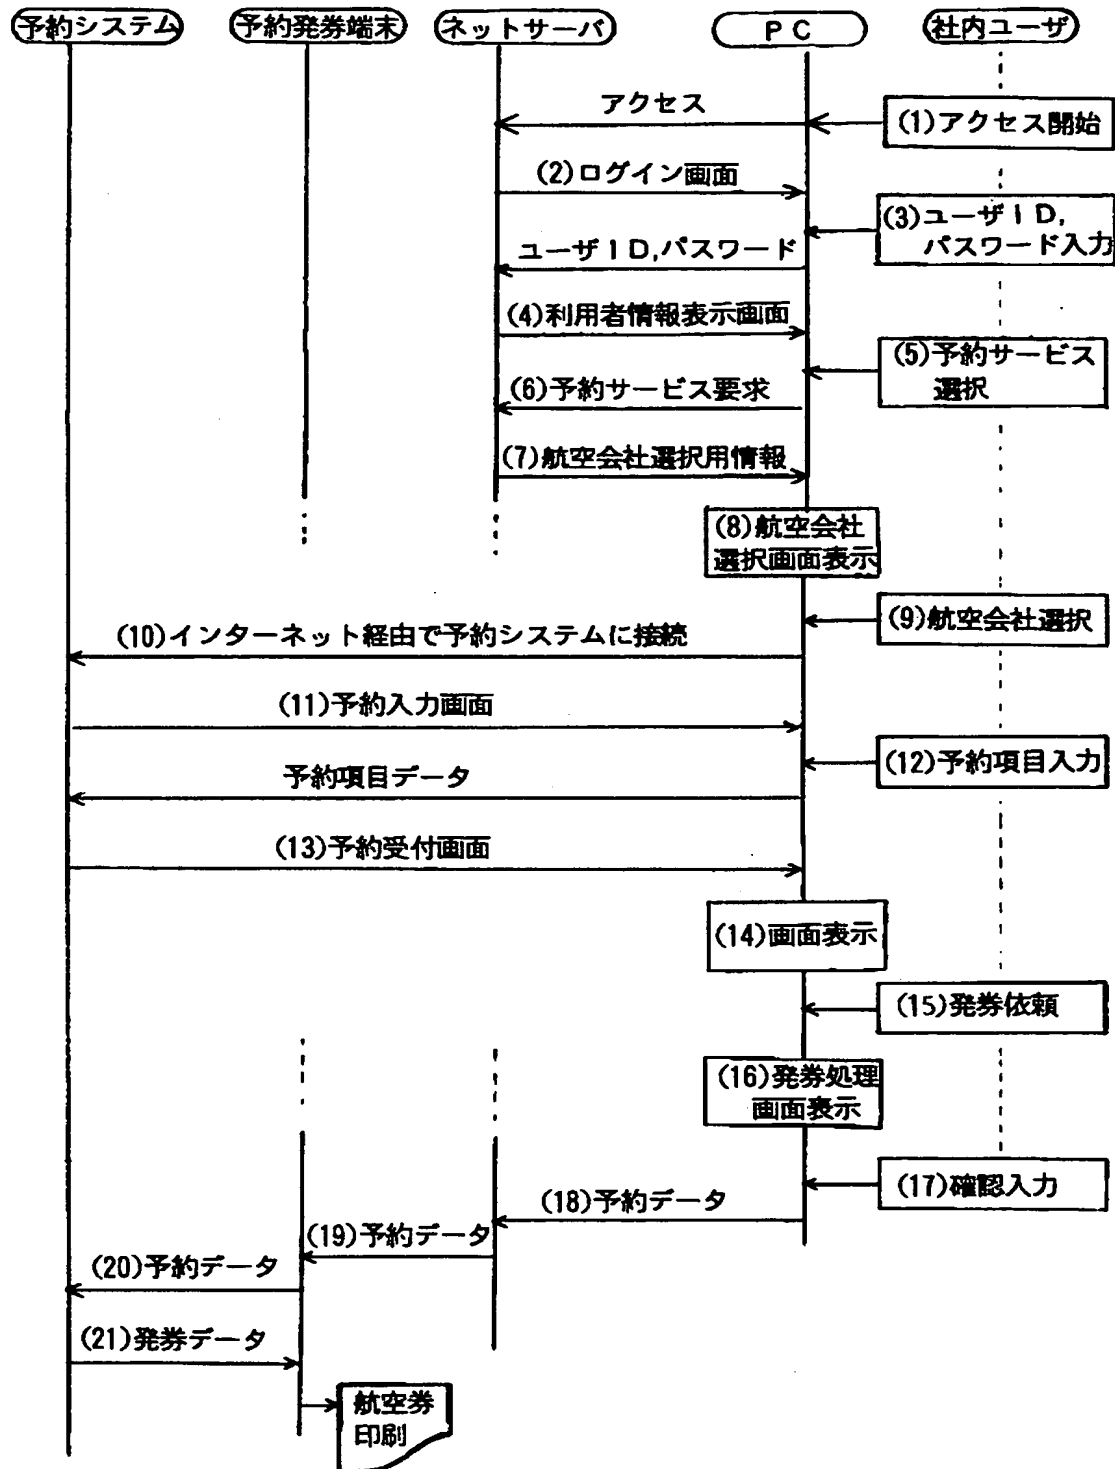 予約システム
予約発券端末
ネットサーバ
PC
社内ユーザ
アクセス
(1)アクセス開始
(2)ログイン画面
(3)ユーザID,
パスワード入力
ユーザID,パスワード
(4)利用者情報表示画面
(5)予約サービス
選択
(6)予約サービス要求
(7)航空会社選択用情報
(8)航空会社
選択画面表示
(9)航空会社選択
(10)インターネット経由で予約システムに接続
(11)予約入力画面
(12)予約項目入力
予約項目データ
(13)予約受付画面
(14)画面表示
(15)発券依頼
(16)発券処理
画面表示
(17)確認入力
(18)予約データ
(19)予約データ
(20)予約データ
(21)発券データ
航空券
印刷